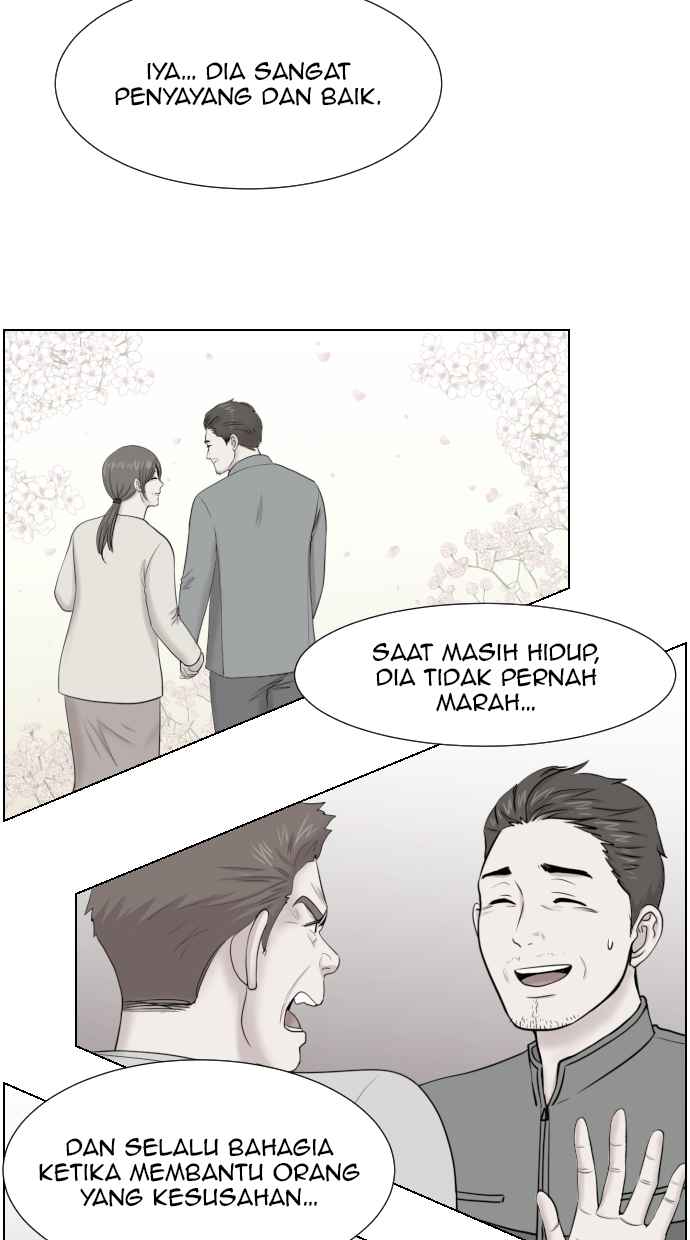 IYA... DIA SANGAT
PENYAYANG DAN BAIK.
SAAT MASIH HIDUP,
DIA TIDAK PERNAH
MARAH...
DAN SELALU BAHAGIA
KETIKA MEMBANTU ORANG
YANG KESUSAHAN...